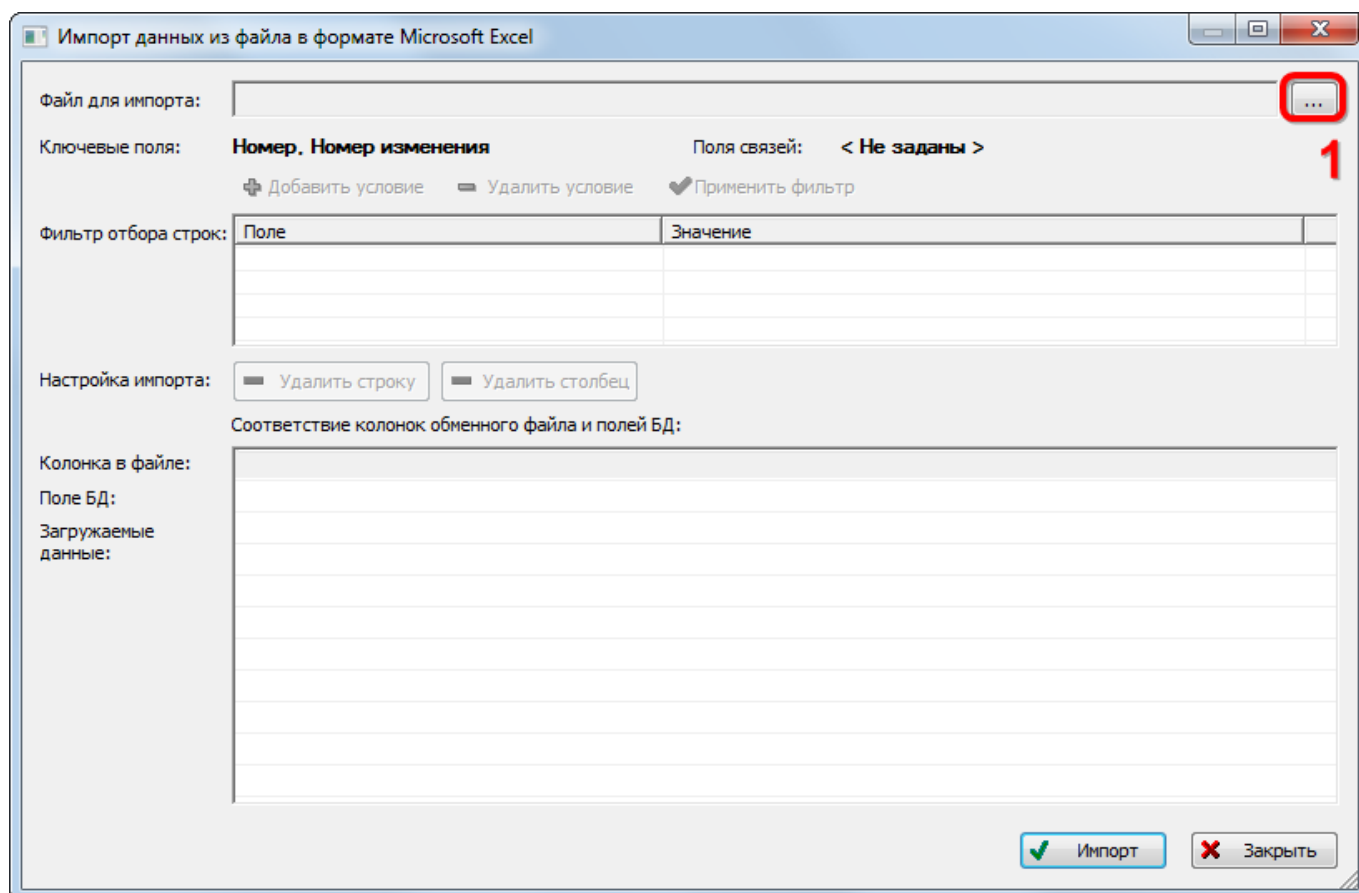 Импорт данных из файла в формате Microsoft Excel
Файл для импорта:
...
Ключевые поля: Номер, Номер изменения Поля связей: < Не заданы >
1
Добавить условие Удалить условие Применить фильтр
Фильтр отбора строк: Поле Значение
Настройка импорта: Удалить строку Удалить столбец
Соответствие колонок обменного файла и полей БД:
Колонка в файле:
Поле БД:
Загружаемые
данные:
Импорт Закрыть